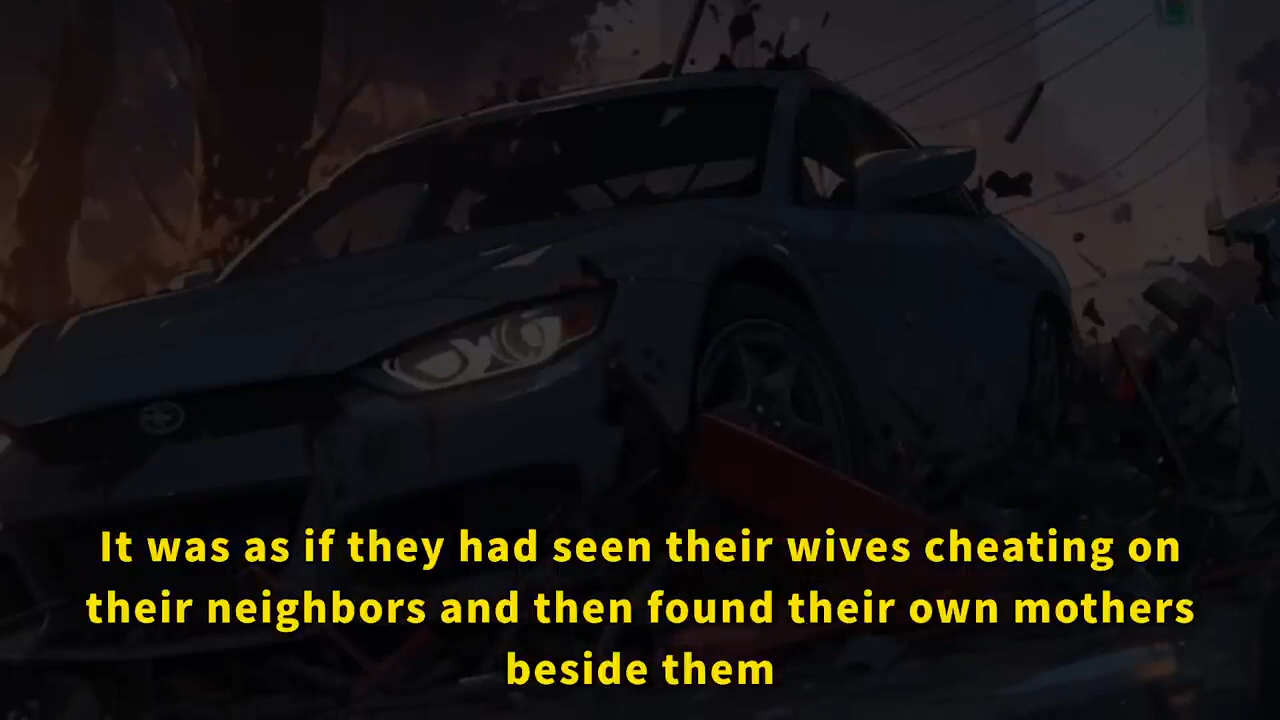 It was as if they had seen their wives cheating on
their neighbors and then found their own mothers
beside them